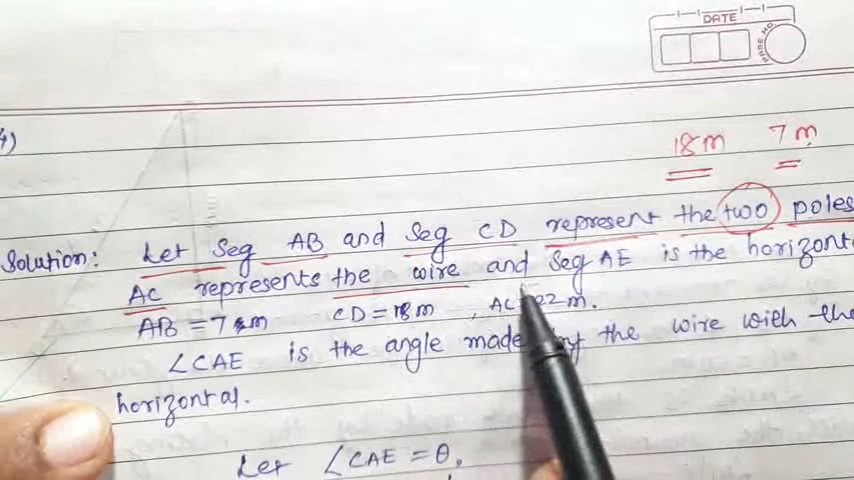 DATE
PAGE NO
4)
18m 7m
Solution: Let Seg AB and Seg CD represent the two poles
AC represents the wire and Seg AE is the horizont
AB = 7m CD = 18m , AC = 22 m.
∠CAE is the angle made by the wire with the
horizontal.
Let ∠CAE = θ,